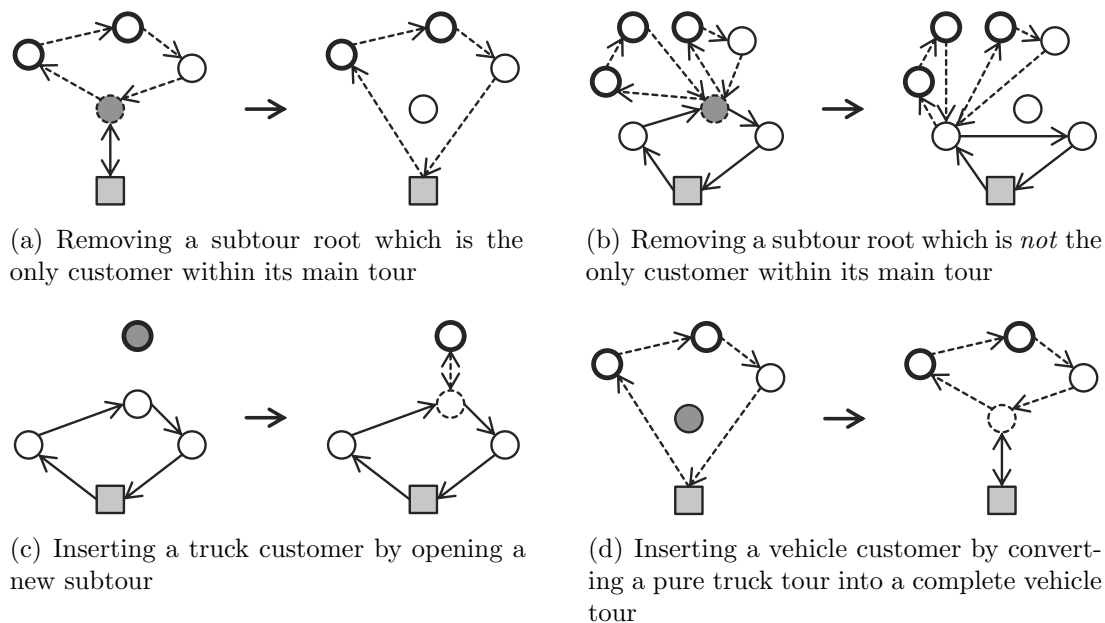 (a) Removing a subtour root which is the
only customer within its main tour
(b) Removing a subtour root which is not the
only customer within its main tour
(c) Inserting a truck customer by opening a
new subtour
(d) Inserting a vehicle customer by convert-
ing a pure truck tour into a complete vehicle
tour